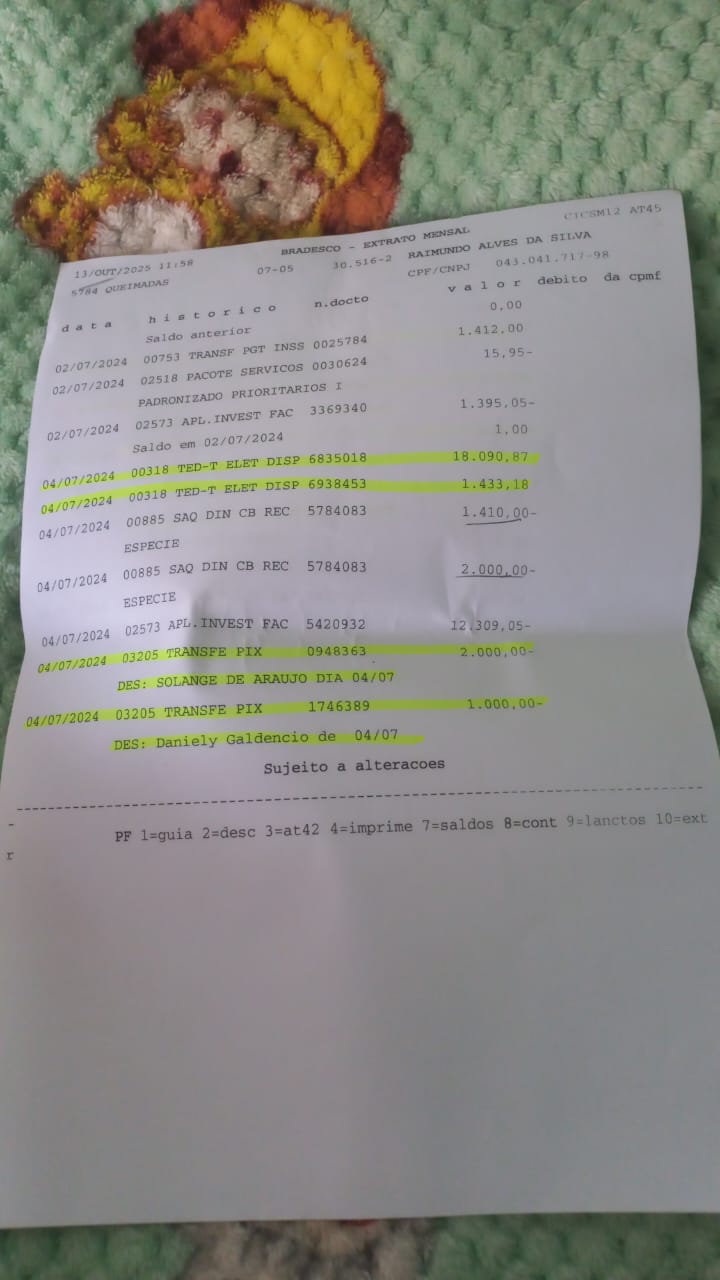 CICSM12 AT45
13/OUT/2025 11:58 BRADESCO - EXTRATO MENSAL
5784 QUEIMADAS 07-05 30.516-2 RAIMUNDO ALVES DA SILVA
CPF/CNPJ 043.041.717-98
d a t a h i s t o r i c o n.docto v a l o r debito da cpmf
Saldo anterior 0,00
02/07/2024 00753 TRANSF PGT INSS 0025784 1.412,00
02/07/2024 02518 PACOTE SERVICOS 0030624 15,95-
PADRONIZADO PRIORITARIOS I
02/07/2024 02573 APL.INVEST FAC 3369340 1.395,05-
Saldo em 02/07/2024 1,00
04/07/2024 00318 TED-T ELET DISP 6835018 18.090,87
04/07/2024 00318 TED-T ELET DISP 6938453 1.433,18
04/07/2024 00885 SAQ DIN CB REC 5784083 1.410,00-
ESPECIE
04/07/2024 00885 SAQ DIN CB REC 5784083 2.000,00-
ESPECIE
04/07/2024 02573 APL.INVEST FAC 5420932 12.309,05-
04/07/2024 03205 TRANSFE PIX 0948363 2.000,00-
DES: SOLANGE DE ARAUJO DIA 04/07
04/07/2024 03205 TRANSFE PIX 1746389 1.000,00-
DES: Daniely Galdencio de 04/07
Sujeito a alteracoes
PF 1=guia 2=desc 3=at42 4=imprime 7=saldos 8=cont 9=lanctos 10=ext
r